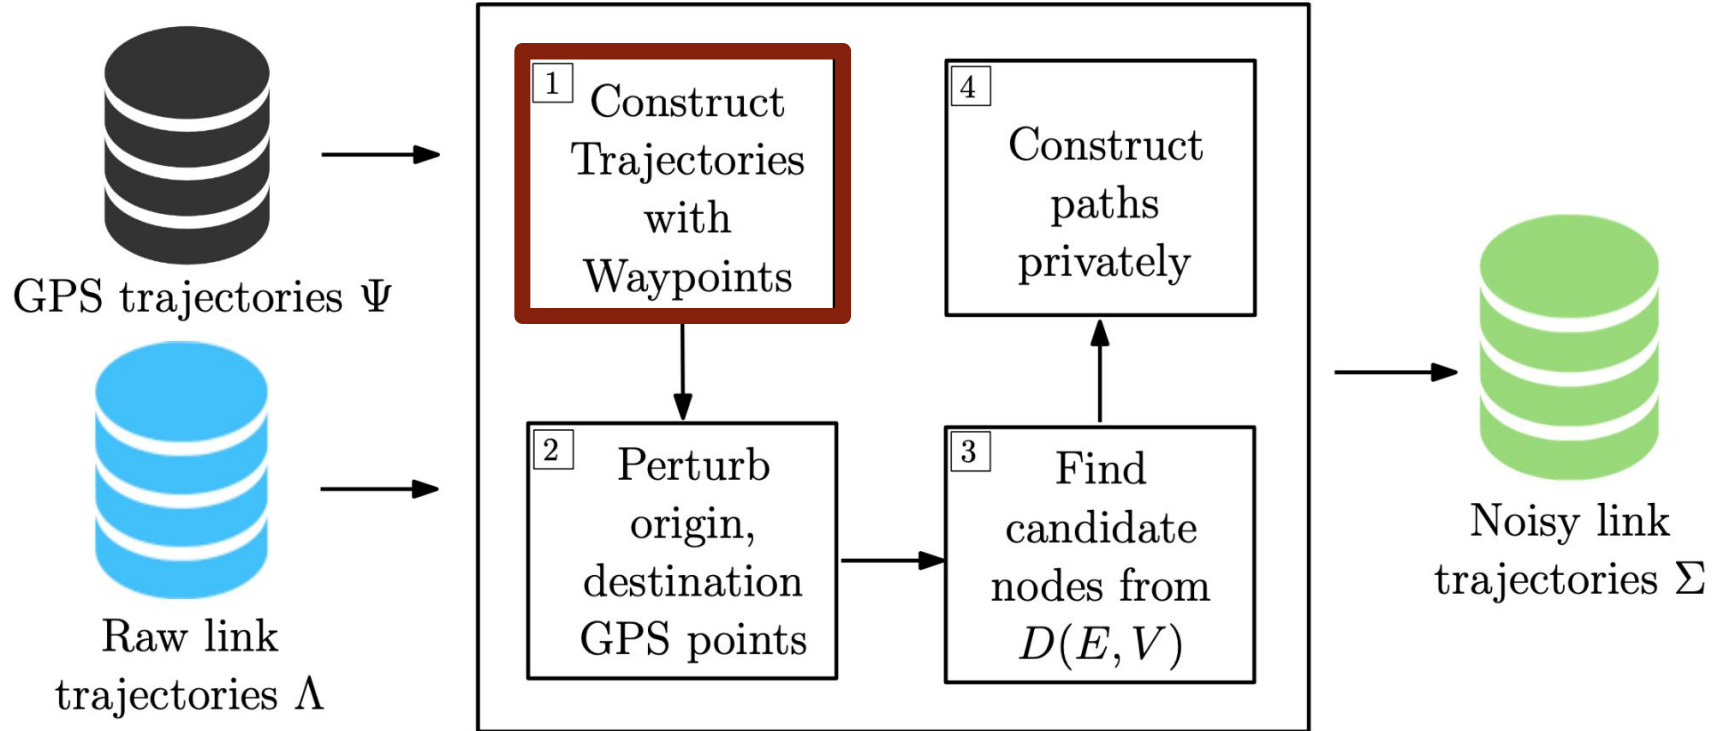 GPS trajectories Ψ
Raw link
trajectories Λ
1
Construct
Trajectories
with
Waypoints
2
Perturb
origin,
destination
GPS points
3
Find
candidate
nodes from
D(E, V)
4
Construct
paths
privately
Noisy link
trajectories Σ